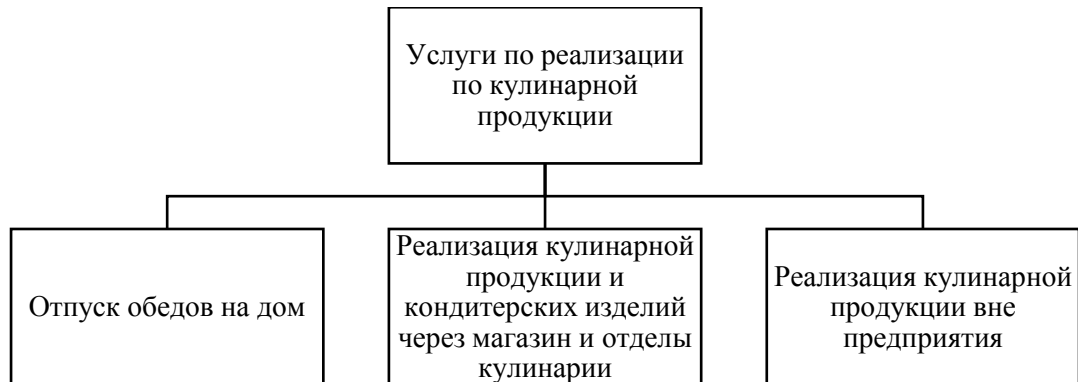 Услуги по реализации
по кулинарной
продукции
Отпуск обедов на дом
Реализация кулинарной
продукции и
кондитерских изделий
через магазин и отделы
кулинарии
Реализация кулинарной
продукции вне
предприятия